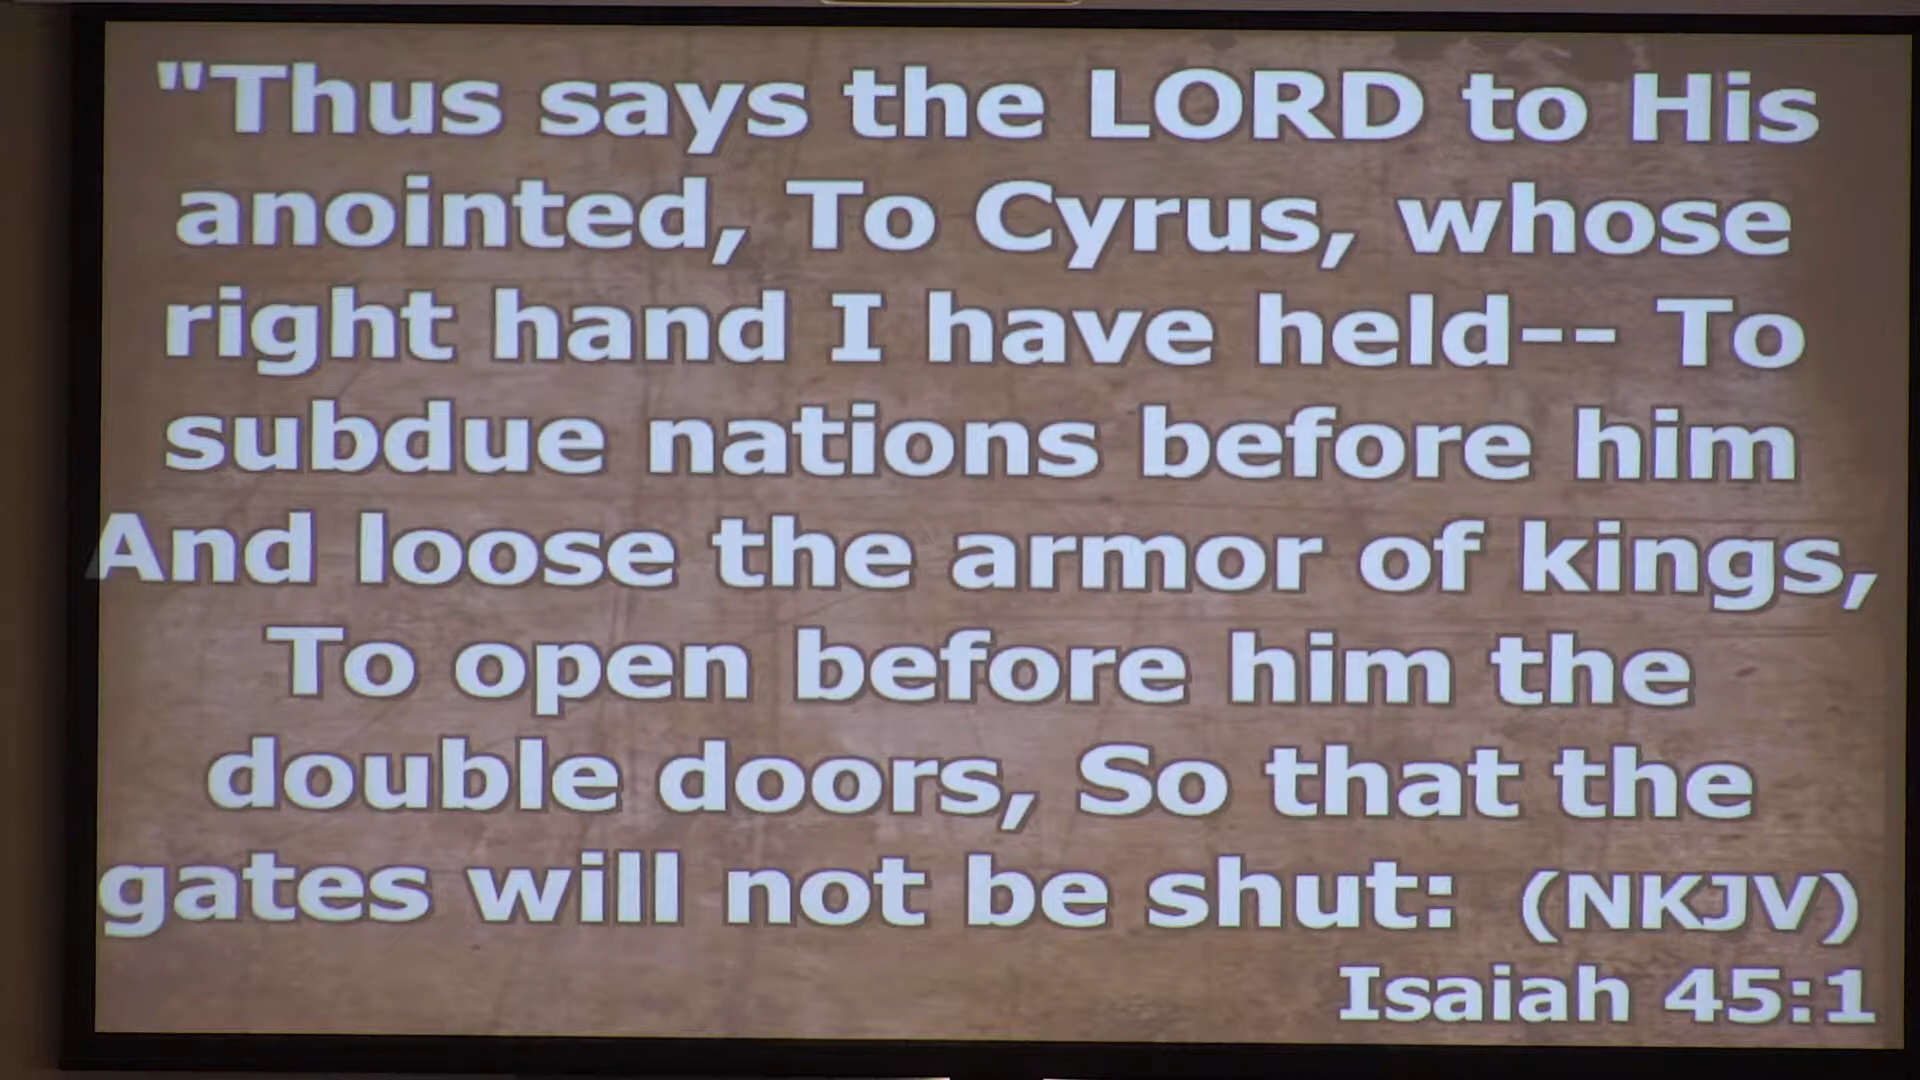 "Thus says the LORD to His
anointed, To Cyrus, whose
right hand I have held-- To
subdue nations before him
And loose the armor of kings,
To open before him the
double doors, So that the
gates will not be shut: (NKJV)
Isaiah 45:1